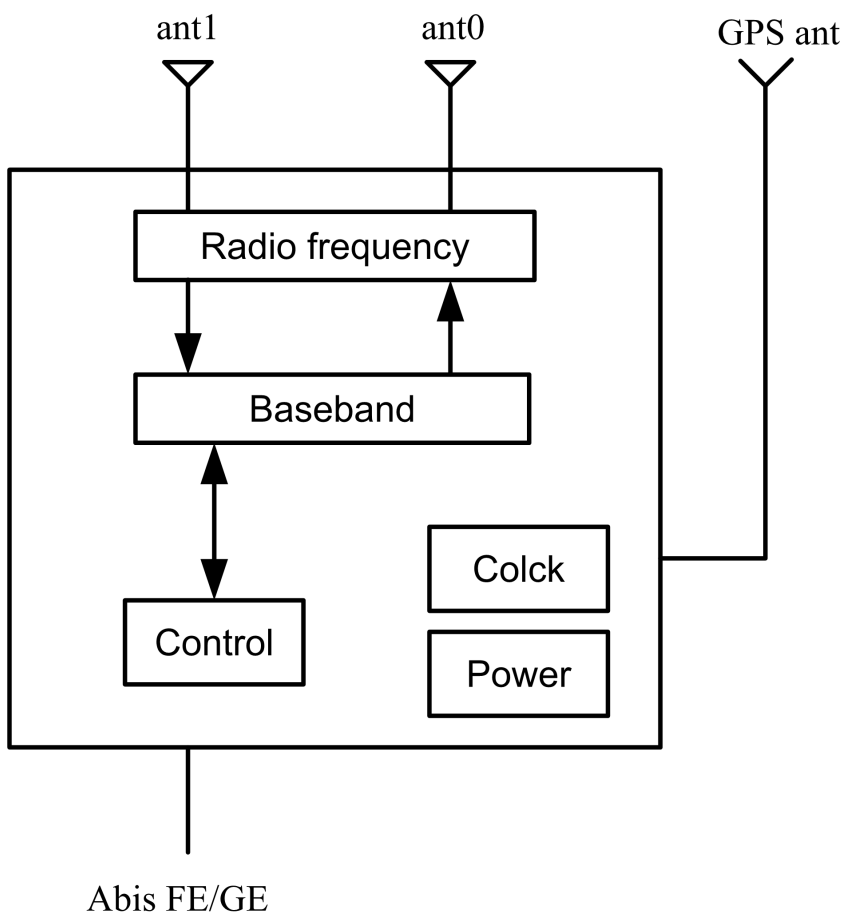 ant1
ant0
GPS ant
Radio frequency
Baseband
Colck
Control
Power
Abis FE/GE